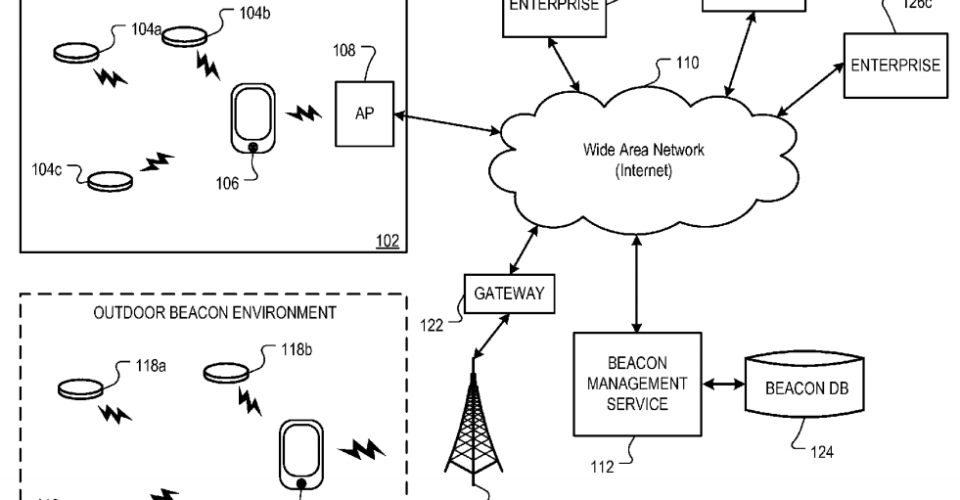 126c
ENTERPRISE
104a
104b
108
110
ENTERPRISE
AP
Wide Area Network
(Internet)
104c
106
102
GATEWAY
122
OUTDOOR BEACON ENVIRONMENT
118a
118b
BEACON
MANAGEMENT
SERVICE
BEACON DB
112
124